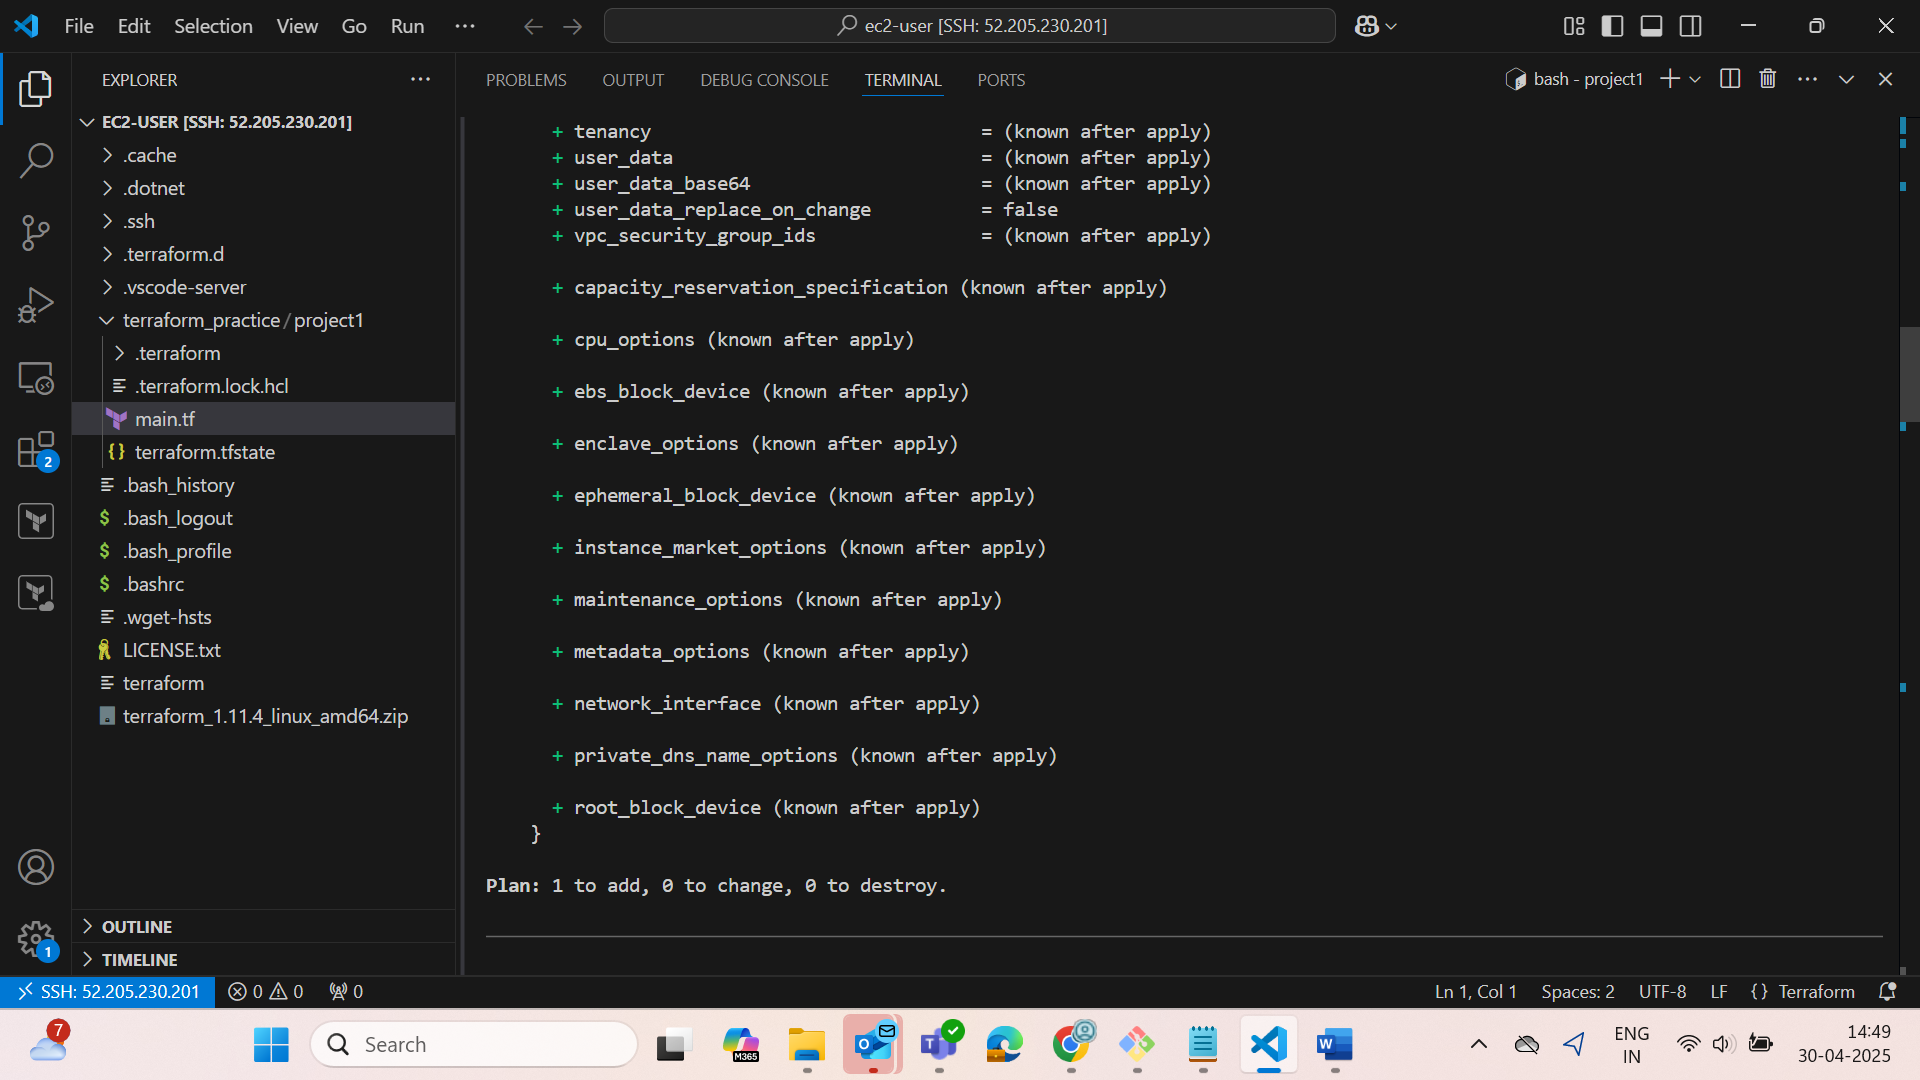 File Edit Selection View Go Run ···
ec2-user [SSH: 52.205.230.201]
EXPLORER ···
EC2-USER [SSH: 52.205.230.201]
.cache
.dotnet
.ssh
.terraform.d
.vscode-server
terraform_practice/project1
.terraform
.terraform.lock.hcl
main.tf
{} terraform.tfstate
.bash_history
$ .bash_logout
$ .bash_profile
$ .bashrc
.wget-hsts
LICENSE.txt
terraform
terraform_1.11.4_linux_amd64.zip
OUTLINE
TIMELINE
2
1
PROBLEMS OUTPUT DEBUG CONSOLE TERMINAL PORTS
bash - project1
+ tenancy = (known after apply)
+ user_data = (known after apply)
+ user_data_base64 = (known after apply)
+ user_data_replace_on_change = false
+ vpc_security_group_ids = (known after apply)
+ capacity_reservation_specification (known after apply)
+ cpu_options (known after apply)
+ ebs_block_device (known after apply)
+ enclave_options (known after apply)
+ ephemeral_block_device (known after apply)
+ instance_market_options (known after apply)
+ maintenance_options (known after apply)
+ metadata_options (known after apply)
+ network_interface (known after apply)
+ private_dns_name_options (known after apply)
+ root_block_device (known after apply)
}
Plan: 1 to add, 0 to change, 0 to destroy.
SSH: 52.205.230.201 0 0 0
Ln 1, Col 1 Spaces: 2 UTF-8 LF {} Terraform
7
Search
M365
ENG
IN
14:49
30-04-2025